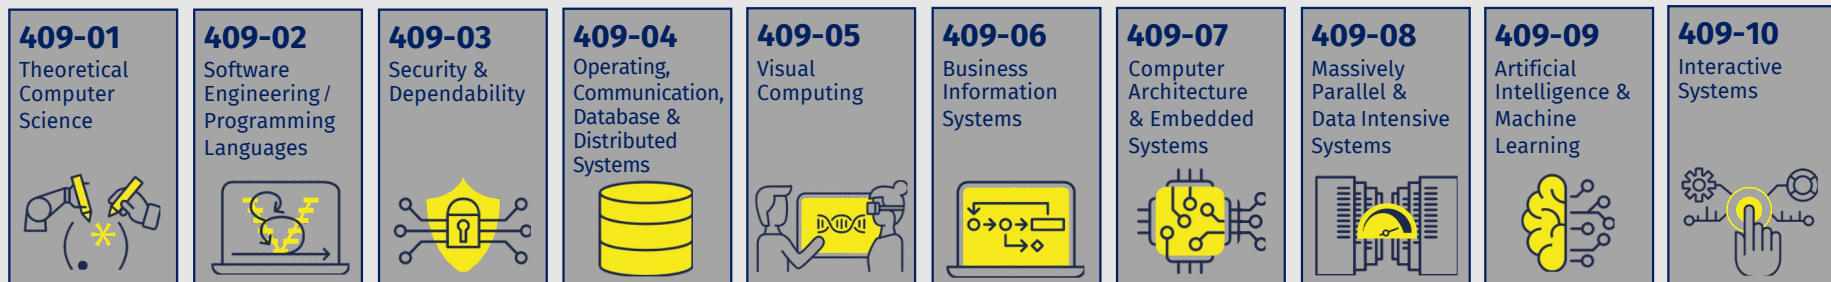 409-01
Theoretical
Computer
Science
409-02
Software
Engineering /
Programming
Languages
409-03
Security &
Dependability
409-04
Operating,
Communication,
Database &
Distributed
Systems
409-05
Visual
Computing
409-06
Business
Information
Systems
409-07
Computer
Architecture
& Embedded
Systems
409-08
Massively
Parallel &
Data Intensive
Systems
409-09
Artificial
Intelligence &
Machine
Learning
409-10
Interactive
Systems